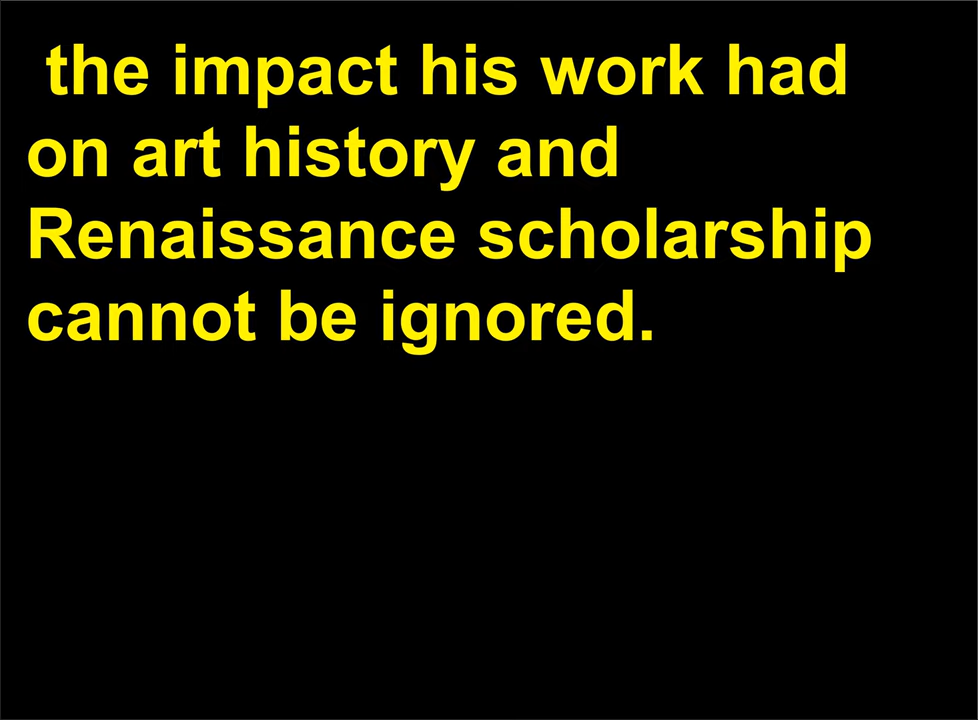 the impact his work had
on art history and
Renaissance scholarship
cannot be ignored.